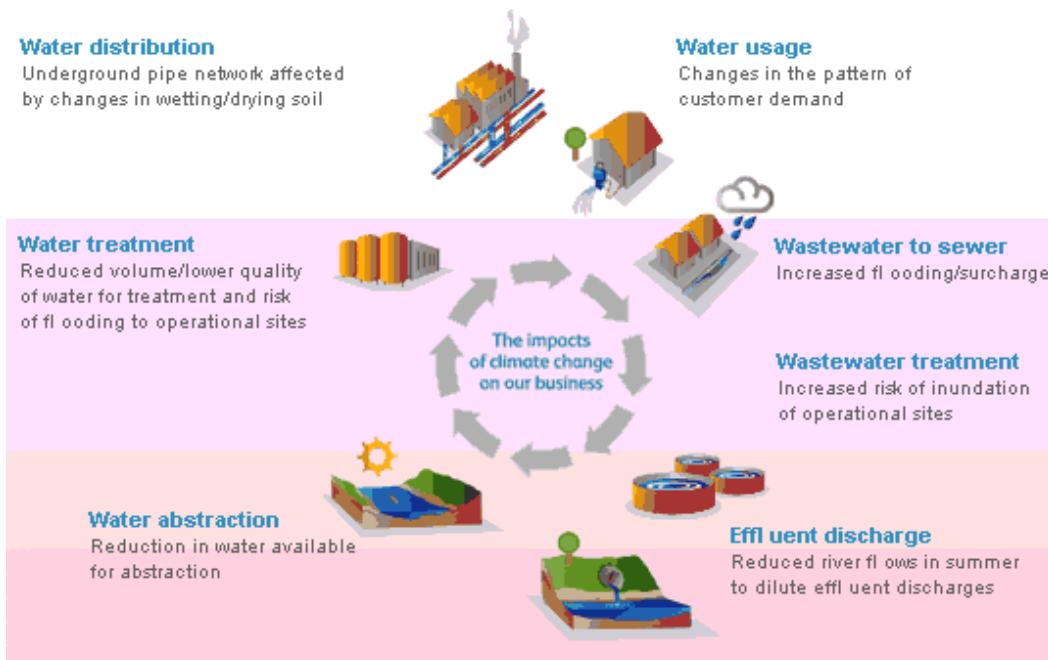 Water distribution
Underground pipe network affected
by changes in wetting/drying soil
Water usage
Changes in the pattern of
customer demand
Water treatment
Reduced volume/lower quality
of water for treatment and risk
of fl ooding to operational sites
Wastewater to sewer
Increased fl ooding/surcharge
The impacts
of climate change
on our business
Wastewater treatment
Increased risk of inundation
of operational sites
Water abstraction
Reduction in water available
for abstraction
Effl uent discharge
Reduced river fl ows in summer
to dilute effl uent discharges